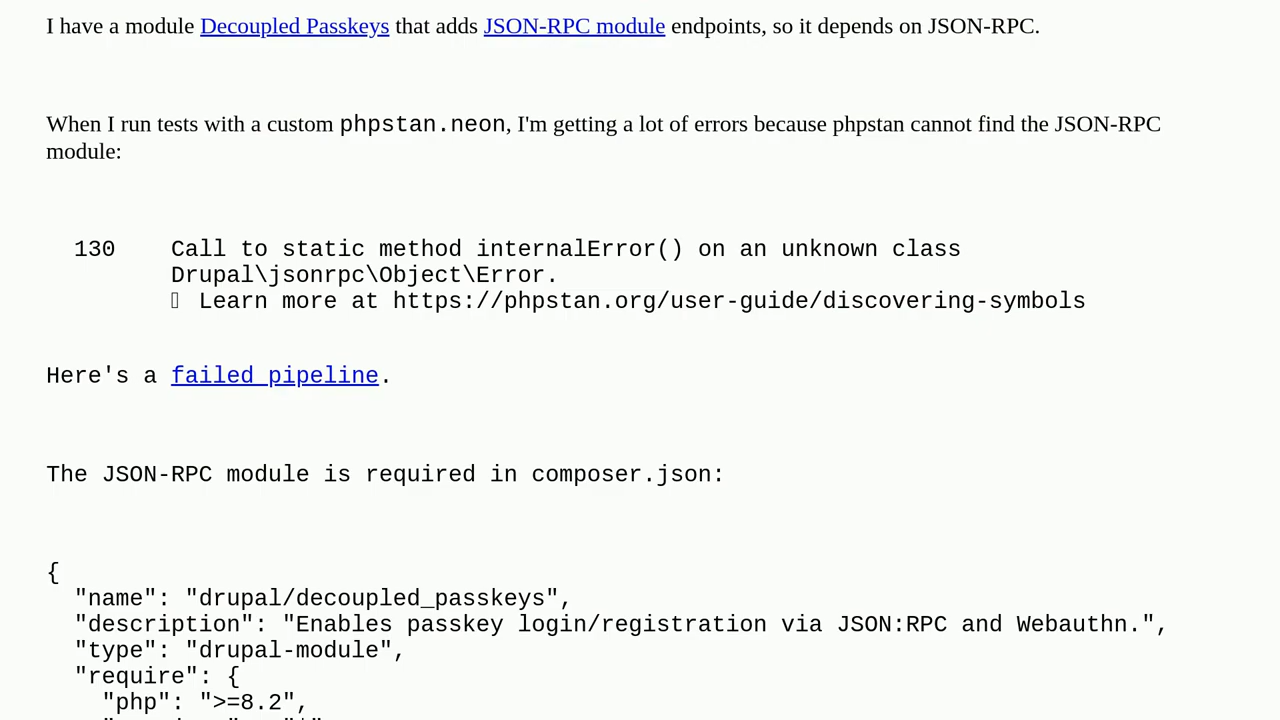 I have a module Decoupled Passkeys that adds JSON-RPC module endpoints, so it depends on JSON-RPC.
When I run tests with a custom phpstan.neon, I'm getting a lot of errors because phpstan cannot find the JSON-RPC
module:
130 Call to static method internalError() on an unknown class
Drupal\jsonrpc\Object\Error.
Learn more at https://phpstan.org/user-guide/discovering-symbols
Here's a failed pipeline.
The JSON-RPC module is required in composer.json:
{
"name": "drupal/decoupled_passkeys",
"description": "Enables passkey login/registration via JSON:RPC and Webauthn.",
"type": "drupal-module",
"require": {
"php": ">=8.2",